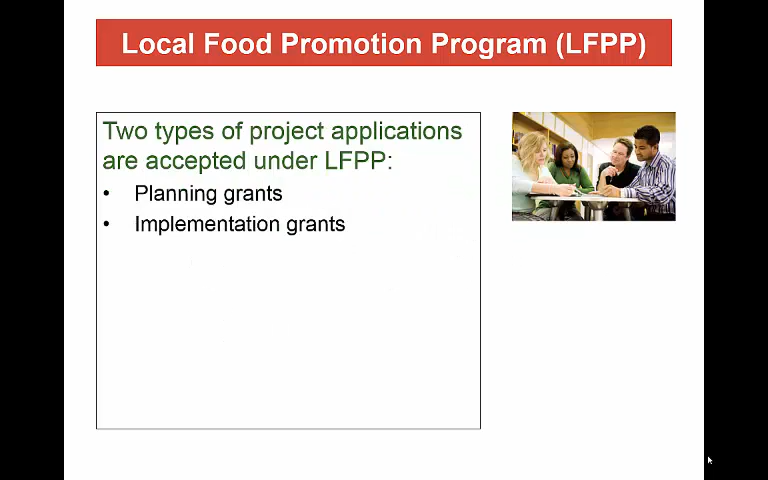 Local Food Promotion Program (LFPP)
Two types of project applications
are accepted under LFPP:
• Planning grants
• Implementation grants